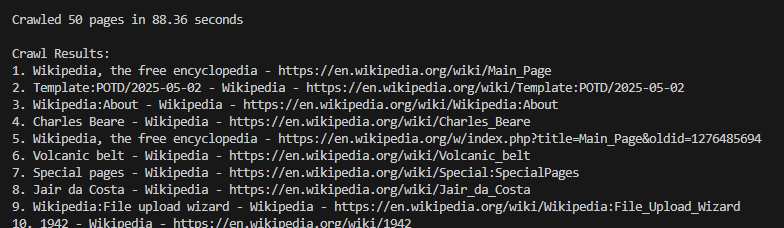 Crawled 50 pages in 88.36 seconds
Crawl Results:
1. Wikipedia, the free encyclopedia - https://en.wikipedia.org/wiki/Main_Page
2. Template:POTD/2025-05-02 - Wikipedia - https://en.wikipedia.org/wiki/Template:POTD/2025-05-02
3. Wikipedia:About - Wikipedia - https://en.wikipedia.org/wiki/Wikipedia:About
4. Charles Beare - Wikipedia - https://en.wikipedia.org/wiki/Charles_Beare
5. Wikipedia, the free encyclopedia - https://en.wikipedia.org/w/index.php?title=Main_Page&oldid=1276485694
6. Volcanic belt - Wikipedia - https://en.wikipedia.org/wiki/Volcanic_belt
7. Special pages - Wikipedia - https://en.wikipedia.org/wiki/Special:SpecialPages
8. Jair da Costa - Wikipedia - https://en.wikipedia.org/wiki/Jair_da_Costa
9. Wikipedia:File upload wizard - Wikipedia - https://en.wikipedia.org/wiki/Wikipedia:File_Upload_Wizard
10. 1942 - Wikipedia - https://en.wikipedia.org/wiki/1942